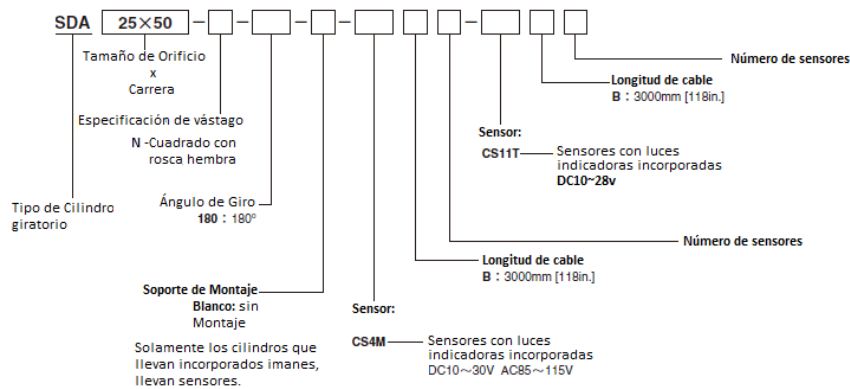 SDA 25×50 - - - - -
Tamaño de Orificio
x
Carrera
Número de sensores
Longitud de cable
B : 3000mm [118in.]
Especificación de vástago
N -Cuadrado con
rosca hembra
Sensor:
CS11T Sensores con luces
indicadoras incorporadas
DC10~28v
Tipo de Cilindro
giratorio
Ángulo de Giro
180 : 180º
Número de sensores
Longitud de cable
B : 3000mm [118in.]
Soporte de Montaje
Blanco: sin
Montaje
Solamente los cilindros que
llevan incorporados imanes,
llevan sensores.
Sensor:
CS4M Sensores con luces
indicadoras incorporadas
DC10～30V AC85～115V